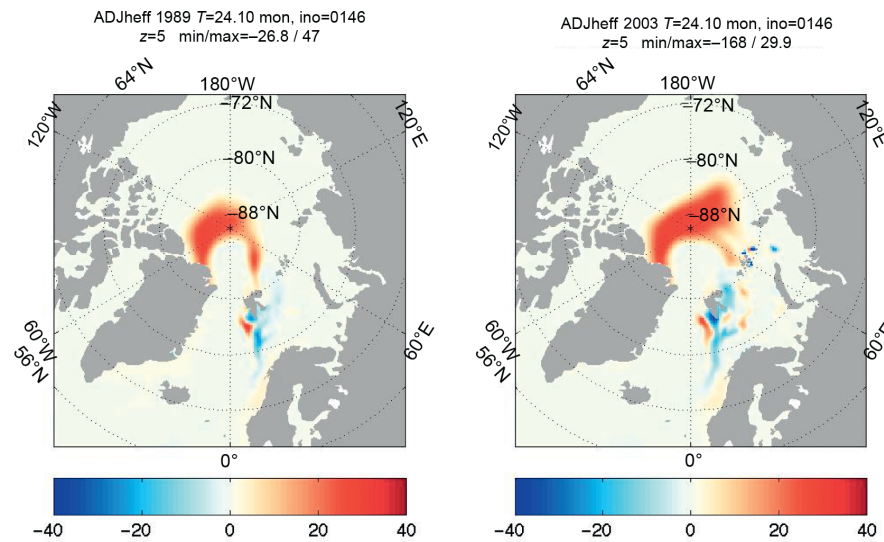 ADJheff 1989 T=24.10 mon, ino=0146
z=5 min/max=–26.8 / 47
64°N
180°W
120°W
–72°N
120°E
–80°N
–88°N
60°W
56°N
60°E
0°
–40 –20 0 20 40
ADJheff 2003 T=24.10 mon, ino=0146
z=5 min/max=–168 / 29.9
64°N
180°W
120°W
–72°N
120°E
–80°N
–88°N
60°W
56°N
60°E
0°
–40 –20 0 20 40